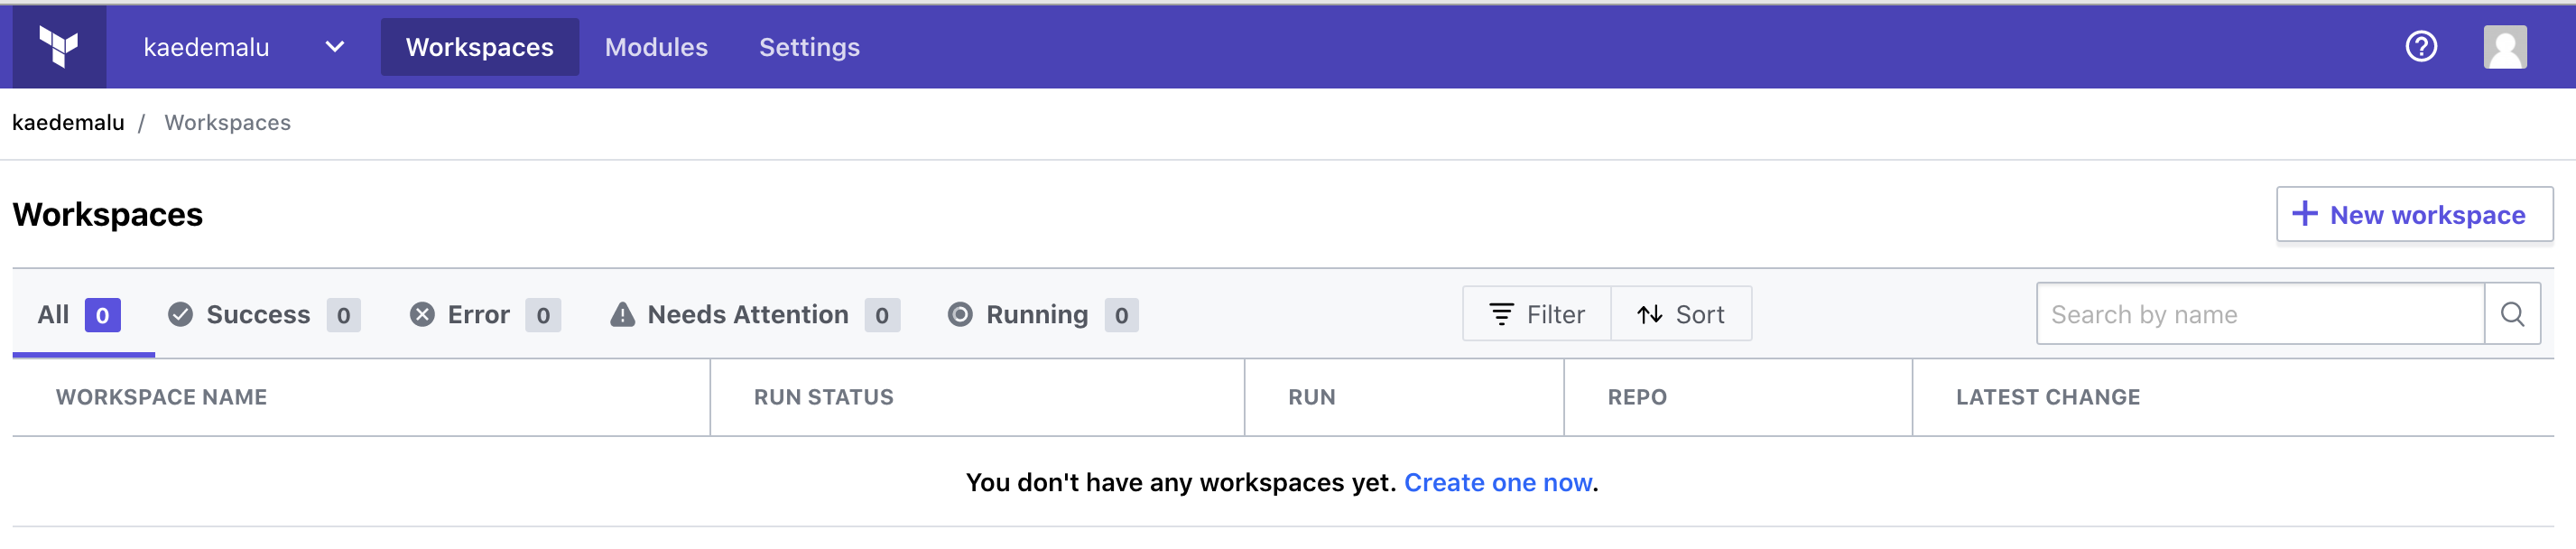 kaedemalu Workspaces Modules Settings
kaedemalu / Workspaces
Workspaces
+ New workspace
All 0 Success 0 Error 0 Needs Attention 0 Running 0 Filter Sort Search by name
WORKSPACE NAME RUN STATUS RUN REPO LATEST CHANGE
You don't have any workspaces yet. Create one now.